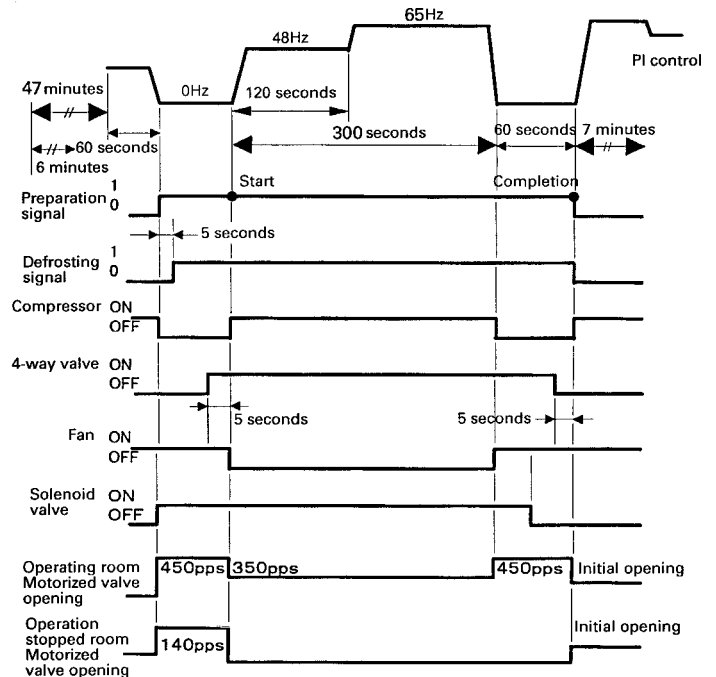 65Hz
48Hz
PI control
47 minutes
0Hz
120 seconds
60 seconds
300 seconds
60 seconds
7 minutes
6 minutes
Start
Completion
Preparation
signal
1
0
5 seconds
Defrosting
signal
1
0
Compressor
ON
OFF
4-way valve
ON
OFF
5 seconds
5 seconds
Fan
ON
OFF
Solenoid
valve
ON
OFF
Operating room
Motorized valve
opening
450pps
350pps
450pps
Initial opening
Operation
stopped room
Motorized
valve opening
140pps
Initial opening